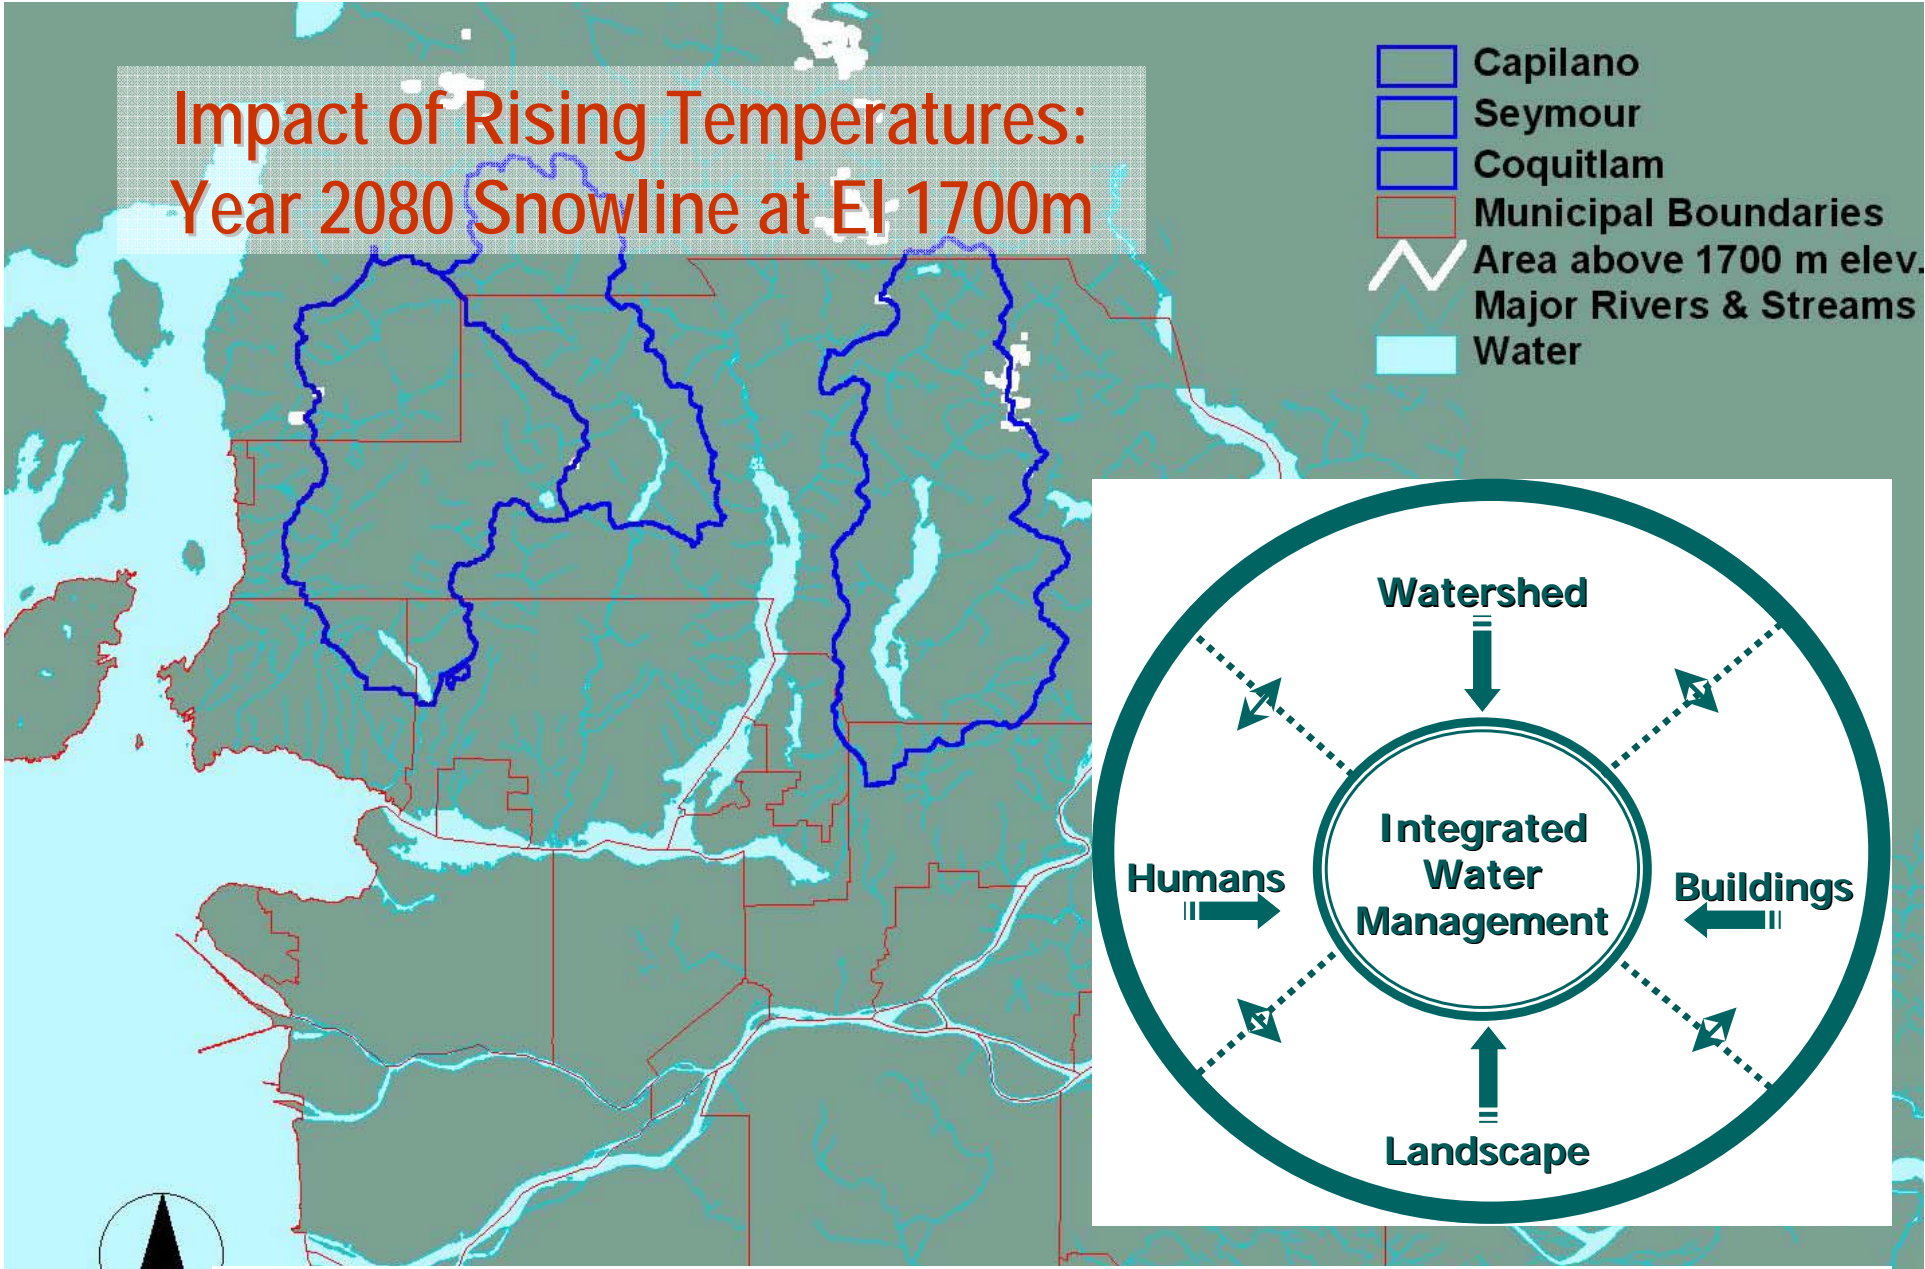 Impact of Rising Temperatures:
Year 2080 Snowline at El 1700m
Capilano
Seymour
Coquitlam
Municipal Boundaries
Area above 1700 m elev.
Major Rivers & Streams
Water
Watershed
Humans
Integrated
Water
Management
Buildings
Landscape